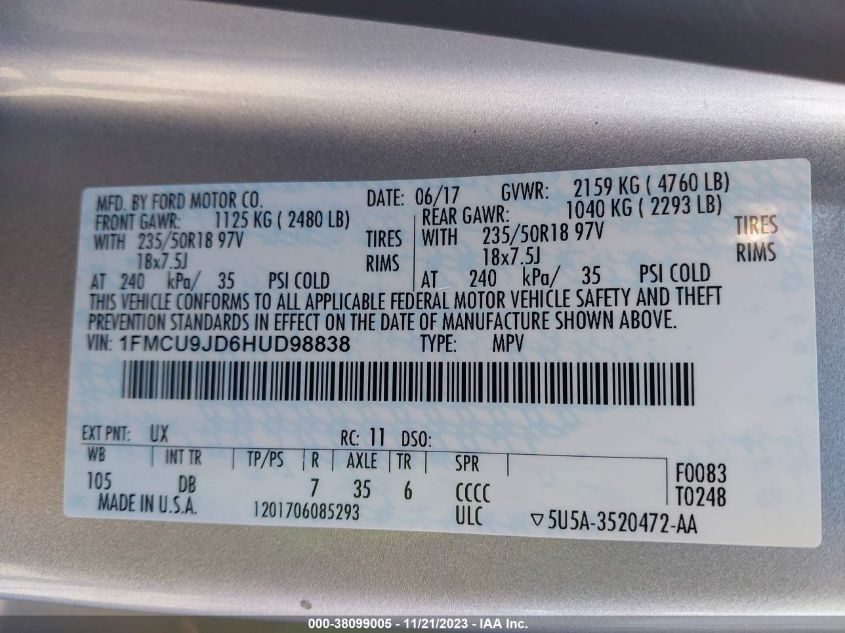 MFD. BY FORD MOTOR CO. DATE: 06/17 GVWR: 2159 KG ( 4760 LB)
FRONT GAWR: 1125 KG ( 2480 LB) REAR GAWR: 1040 KG ( 2293 LB)
WITH 235/50R18 97V TIRES WITH 235/50R18 97V TIRES
18x7.5J RIMS 18x7.5J RIMS
AT 240 kPa/ 35 PSI COLD AT 240 kPa/ 35 PSI COLD
THIS VEHICLE CONFORMS TO ALL APPLICABLE FEDERAL MOTOR VEHICLE SAFETY AND THEFT
PREVENTION STANDARDS IN EFFECT ON THE DATE OF MANUFACTURE SHOWN ABOVE.
VIN: 1FMCU9JD6HUD98838 TYPE: MPV
EXT PNT: UX RC: 11 DSO:
WB INT TR TP/PS R AXLE TR SPR F0083
105 DB 7 35 6 CCCC T0248
MADE IN U.S.A. 1201706085293 ULC ▽5U5A-3520472-AA
000-38099005 - 11/21/2023 - IAA Inc.